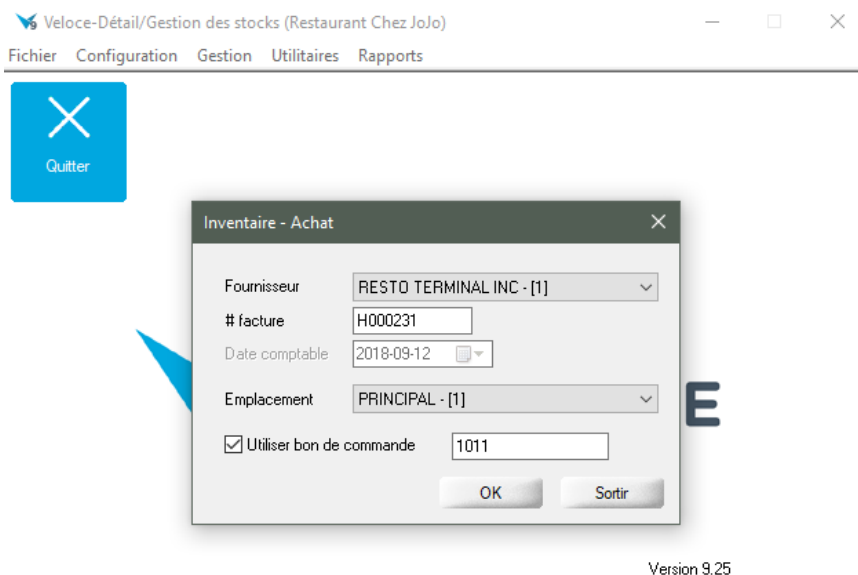 Veloce-Détail/Gestion des stocks (Restaurant Chez JoJo)
Fichier Configuration Gestion Utilitaires Rapports
Quitter
Inventaire - Achat
Fournisseur RESTO TERMINAL INC - [1]
# facture H000231
Date comptable 2018-09-12
Emplacement PRINCIPAL - [1]
E
Utiliser bon de commande 1011
OK Sortir
Version 9.25